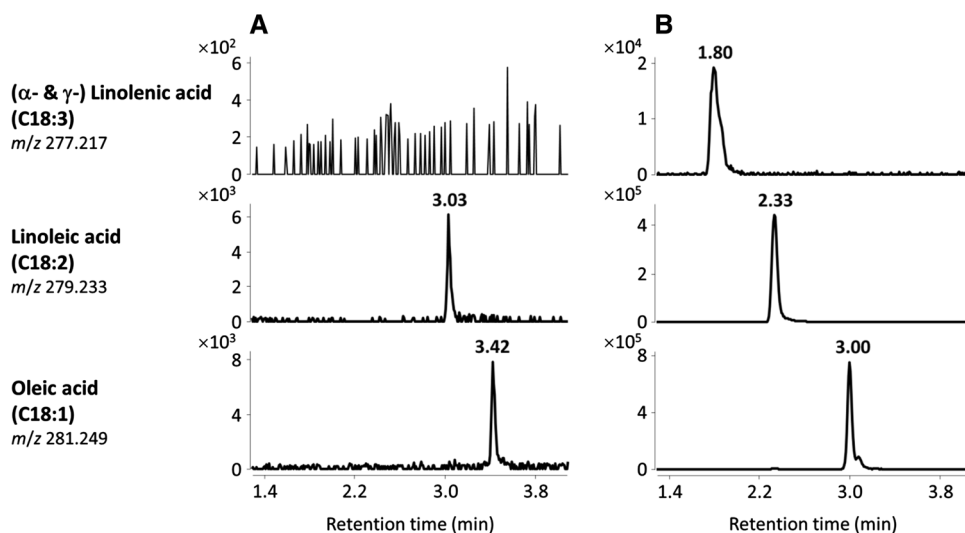 A
B
(α- & γ-) Linolenic acid
(C18:3)
m/z 277.217
×10²
6
4
2
0
×10⁴
1.80
2
1
0
Linoleic acid
(C18:2)
m/z 279.233
×10³
3.03
6
4
2
0
×10⁵
2.33
4
2
0
Oleic acid
(C18:1)
m/z 281.249
×10³
3.42
8
4
0
1.4 2.2 3.0 3.8
Retention time (min)
×10⁵
3.00
8
4
0
1.4 2.2 3.0 3.8
Retention time (min)